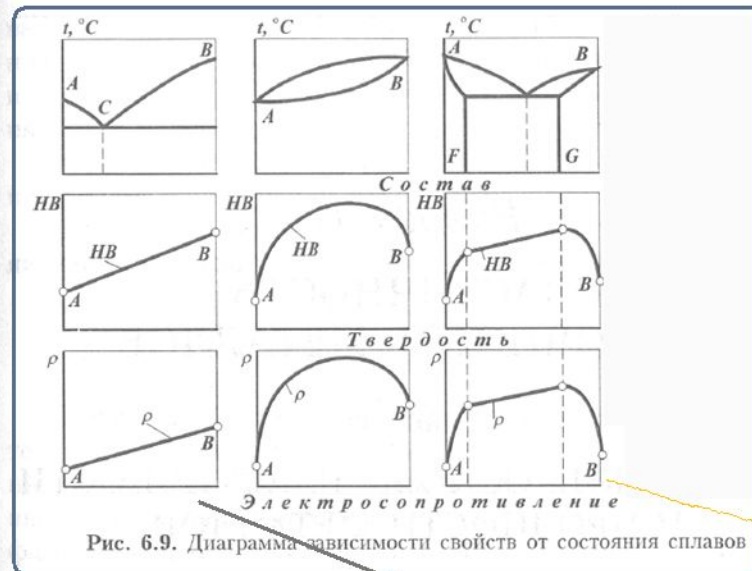 t, °C t, °C t, °C
A C B
A B
A B F G
Состав
HB HB HB
A HB B
A HB B
A HB B
Твердость
ρ ρ ρ
A ρ B
A ρ B
A ρ B
Электросопротивление
Рис. 6.9. Диаграмма зависимости свойств от состояния сплавов